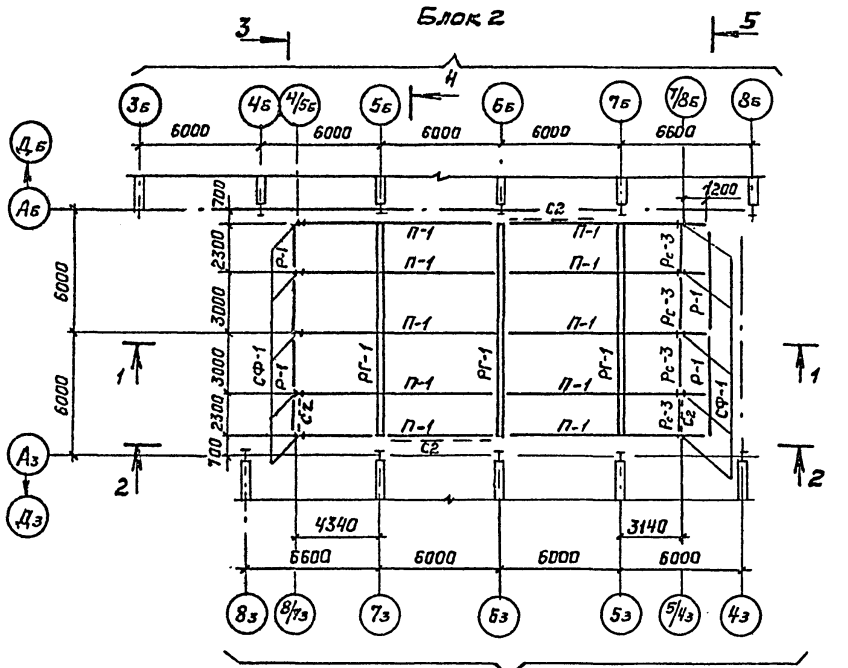 Блок 2
3
5
4
3Б
4Б
4/5Б
5Б
6Б
7Б
7/8Б
8Б
6000
6000
6000
6000
6600
ДБ
АБ
700
1200
С2
П-1
П-1
2300
Р-1
Рс-3
П-1
П-1
6000
3000
Рс-3
Р-1
П-1
П-1
1
1
3000
СФ-1
Р-1
РГ-1
РГ-1
РГ-1
Рс-3
Р-1
СФ-1
6000
П-1
П-1
2300
С2
Рс-3
С2
П-1
П-1
С2
700
Аз
2
2
Дз
4340
3140
6600
6000
6000
6000
8з
8/7з
7з
6з
5з
5/4з
4з